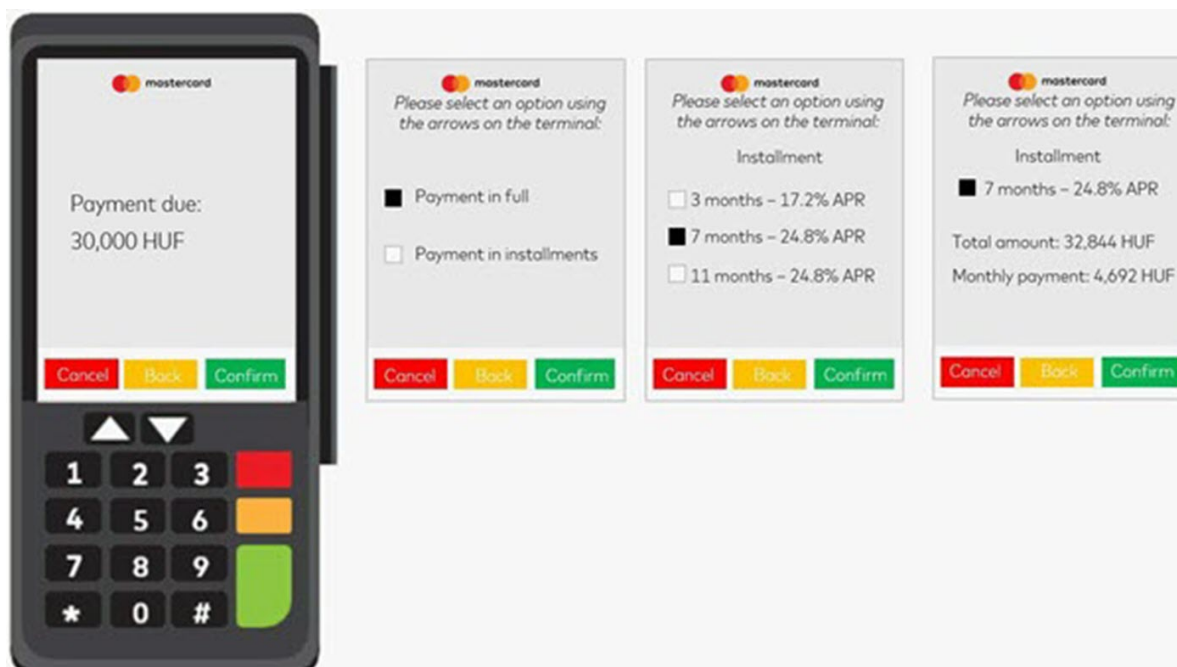 mastercard
Payment due:
30,000 HUF
Cancel Back Confirm
1 2 3
4 5 6
7 8 9
* 0 #
mastercard
Please select an option using
the arrows on the terminal:
Payment in full
Payment in installments
Cancel Back Confirm
mastercard
Please select an option using
the arrows on the terminal:
Installment
3 months – 17.2% APR
7 months – 24.8% APR
11 months – 24.8% APR
Cancel Back Confirm
mastercard
Please select an option using
the arrows on the terminal:
Installment
7 months – 24.8% APR
Total amount: 32,844 HUF
Monthly payment: 4,692 HUF
Cancel Back Confirm